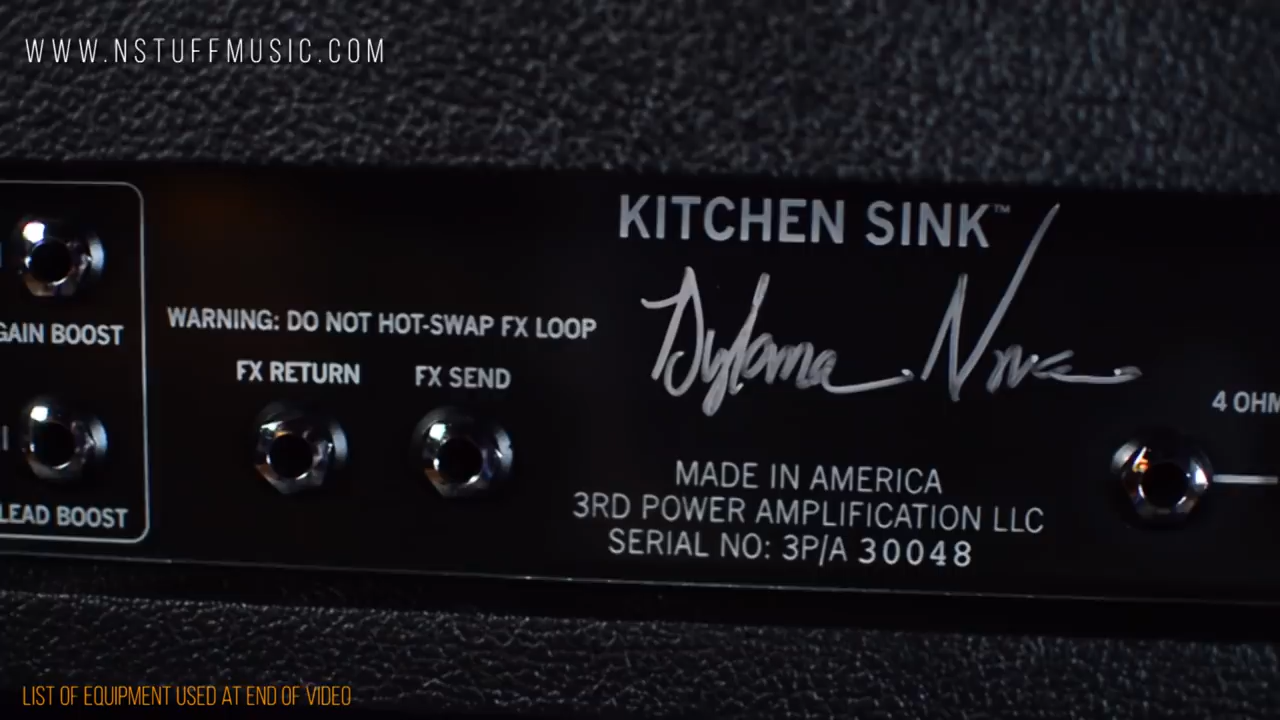 WWW.NSTUFFMUSIC.COM
KITCHEN SINK™
GAIN BOOST
WARNING: DO NOT HOT-SWAP FX LOOP
FX RETURN FX SEND
4 OHM
MADE IN AMERICA
3RD POWER AMPLIFICATION LLC
SERIAL NO: 3P/A 30048
LEAD BOOST
LIST OF EQUIPMENT USED AT END OF VIDEO